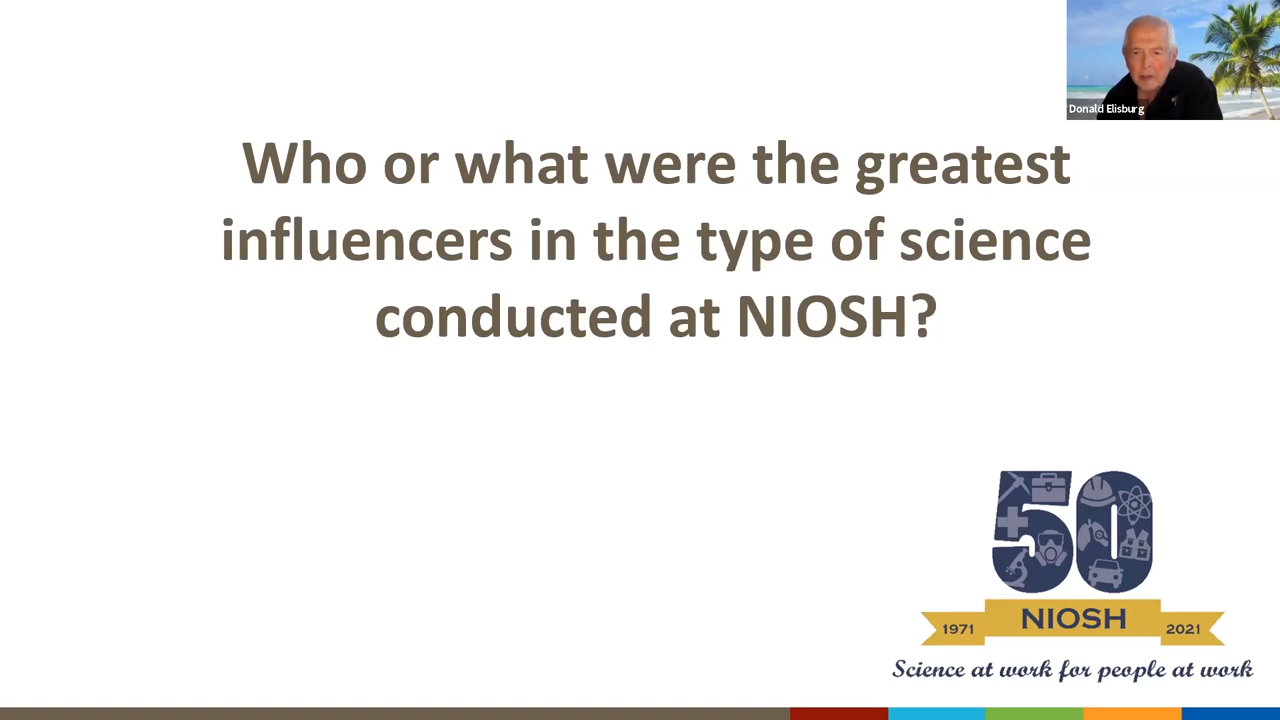 Donald Elisburg
Who or what were the greatest
influencers in the type of science
conducted at NIOSH?
50
1971 NIOSH 2021
Science at work for people at work